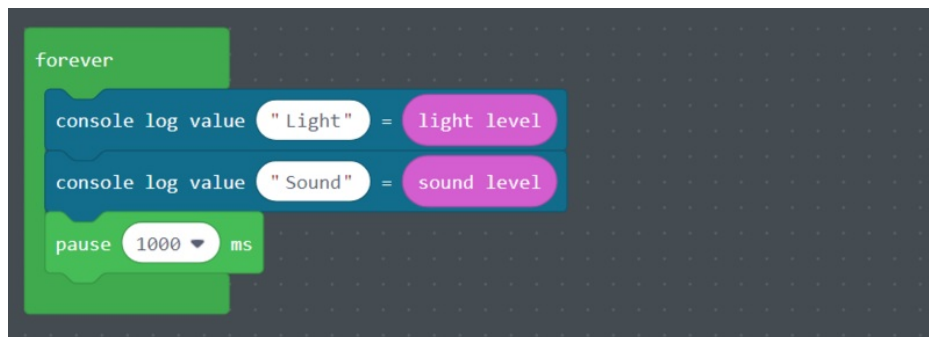 forever
console log value "Light" = light level
console log value "Sound" = sound level
pause 1000 ms